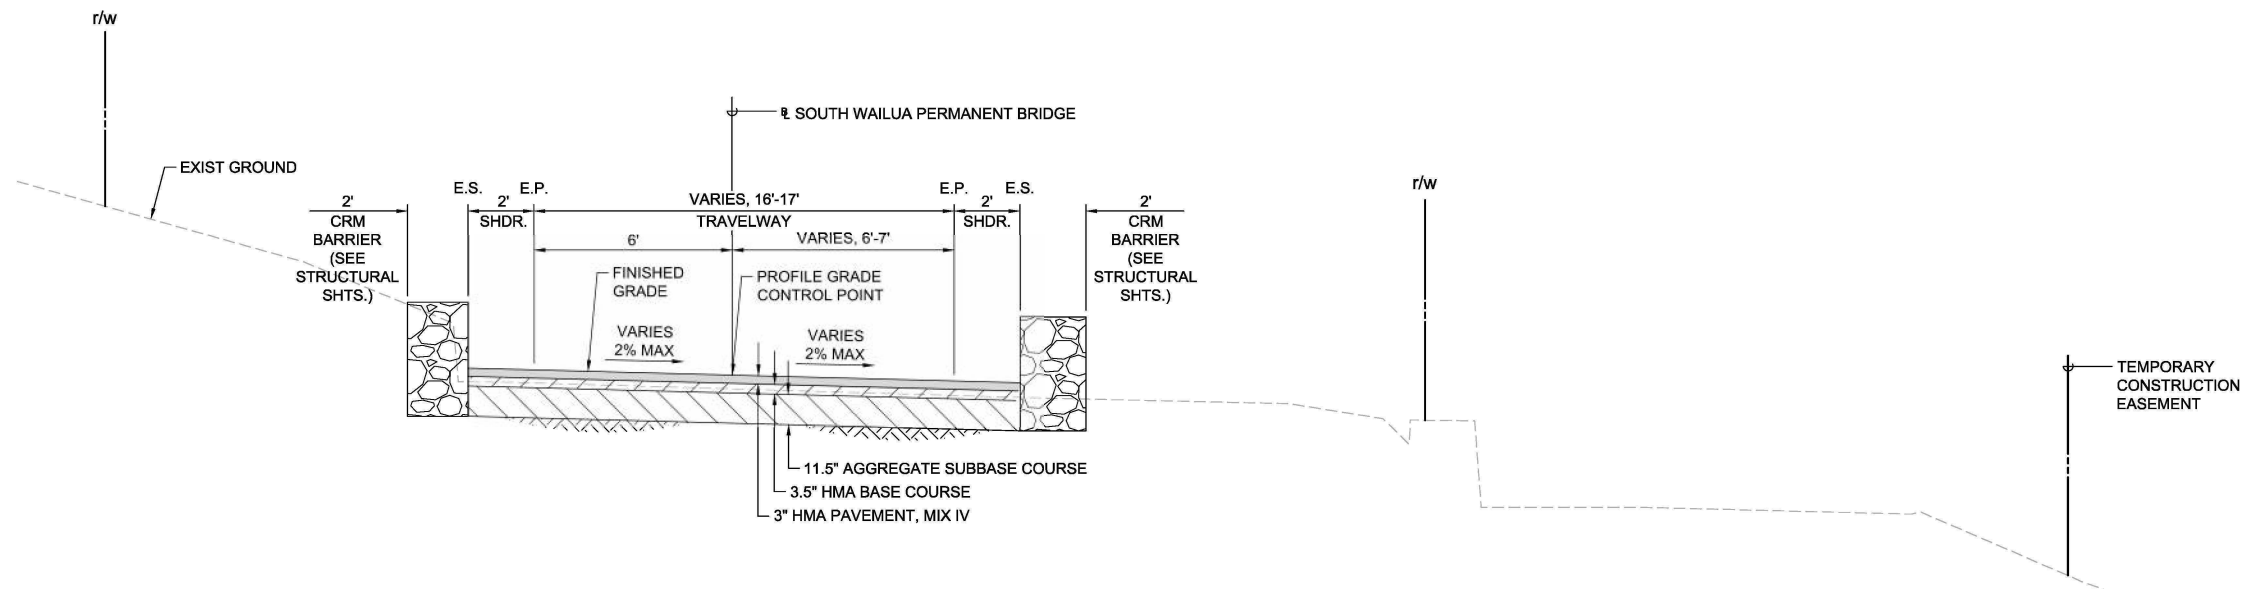 r/w
℄ SOUTH WAILUA PERMANENT BRIDGE
EXIST GROUND
r/w
E.S.
E.P.
E.P.
E.S.
2'
CRM
BARRIER
(SEE
STRUCTURAL
SHTS.)
2'
SHDR.
VARIES, 16'-17'
TRAVELWAY
2'
SHDR.
2'
CRM
BARRIER
(SEE
STRUCTURAL
SHTS.)
6'
VARIES, 6'-7'
FINISHED
GRADE
PROFILE GRADE
CONTROL POINT
VARIES
2% MAX
VARIES
2% MAX
TEMPORARY
CONSTRUCTION
EASEMENT
11.5" AGGREGATE SUBBASE COURSE
3.5" HMA BASE COURSE
3" HMA PAVEMENT, MIX IV